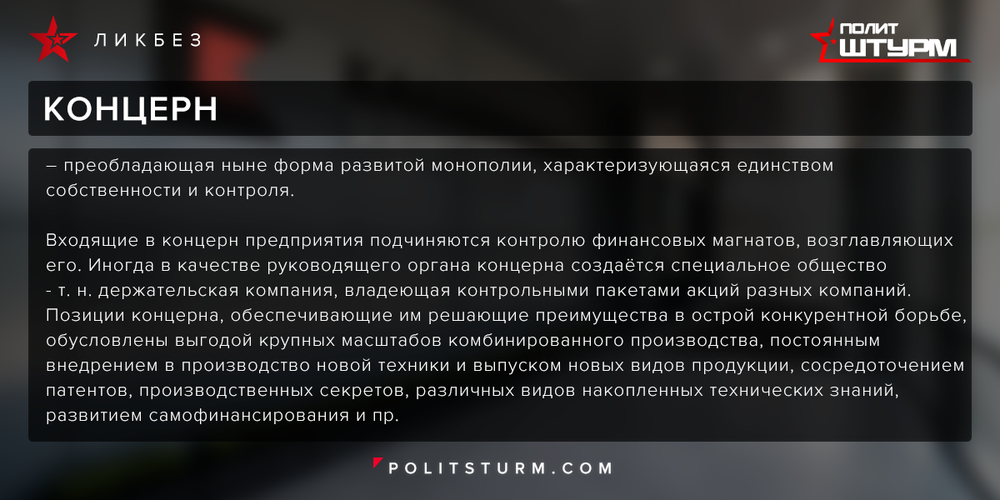 ЛИКБЕЗ
ПОЛИТ
ШТУРМ
КОНЦЕРН
– преобладающая ныне форма развитой монополии, характеризующаяся единством
собственности и контроля.
Входящие в концерн предприятия подчиняются контролю финансовых магнатов, возглавляющих
его. Иногда в качестве руководящего органа концерна создаётся специальное общество
- т. н. держательская компания, владеющая контрольными пакетами акций разных компаний.
Позиции концерна, обеспечивающие им решающие преимущества в острой конкурентной борьбе,
обусловлены выгодой крупных масштабов комбинированного производства, постоянным
внедрением в производство новой техники и выпуском новых видов продукции, сосредоточением
патентов, производственных секретов, различных видов накопленных технических знаний,
развитием самофинансирования и пр.
POLITSTURM.COM